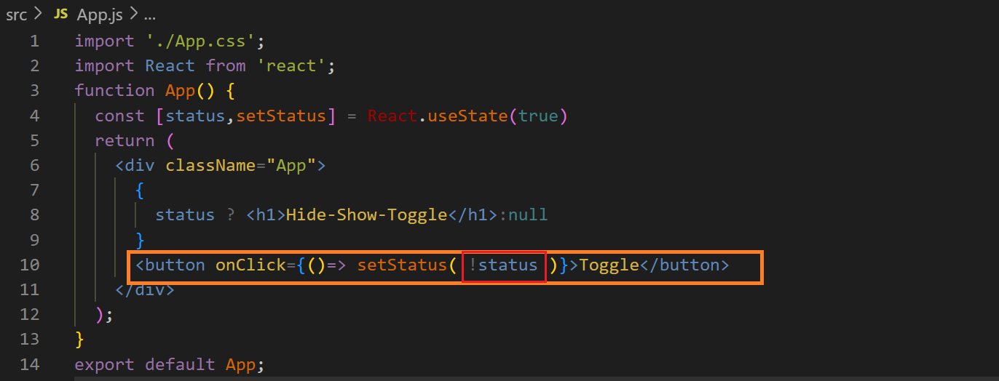 src > JS App.js > ...
1 import './App.css';
2 import React from 'react';
3 function App() {
4 const [status,setStatus] = React.useState(true)
5 return (
6 <div className="App">
7 {
8 status ? <h1>Hide-Show-Toggle</h1>:null
9 }
10 <button onClick={()=> setStatus( !status )}>Toggle</button>
11 </div>
12 );
13 }
14 export default App;